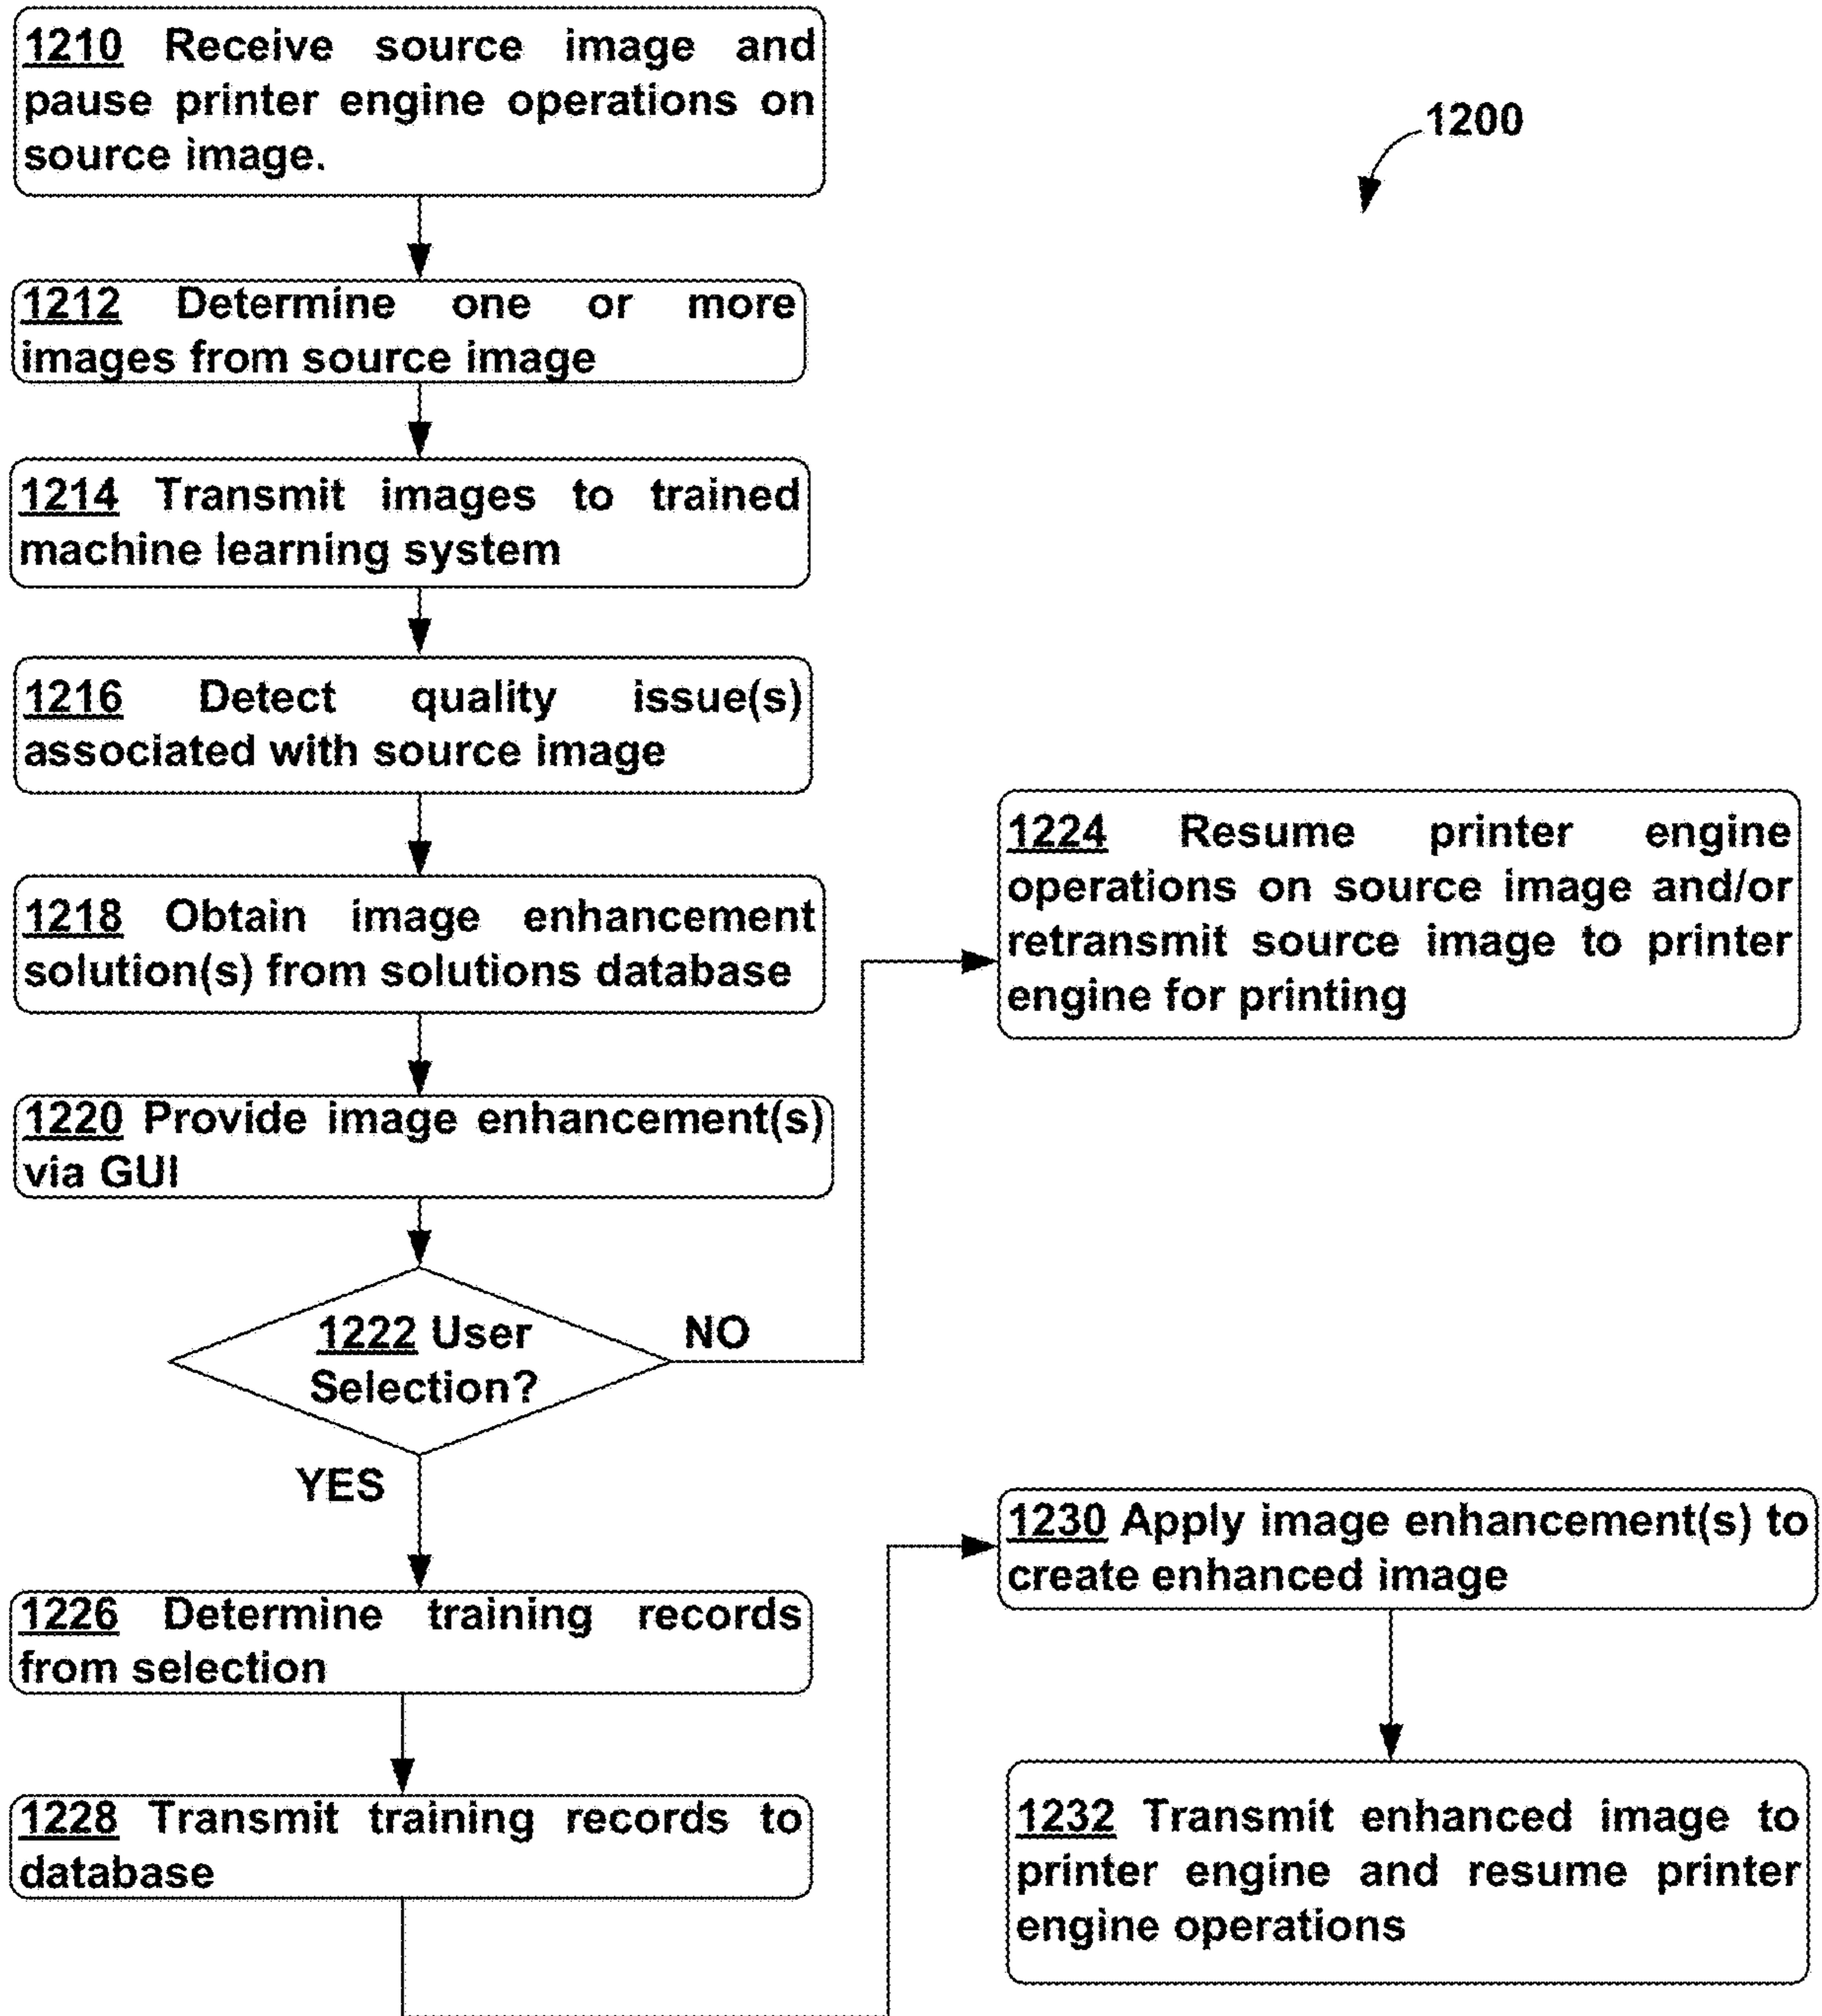 1210 Receive source image and
pause printer engine operations on
source image.
1200
1212 Determine one or more
images from source image
1214 Transmit images to trained
machine learning system
1216 Detect quality issue(s)
associated with source image
1218 Obtain image enhancement
solution(s) from solutions database
1220 Provide image enhancement(s)
via GUI
1222 User
Selection?
NO
1224 Resume printer engine
operations on source image and/or
retransmit source image to printer
engine for printing
YES
1226 Determine training records
from selection
1228 Transmit training records to
database
1230 Apply image enhancement(s) to
create enhanced image
1232 Transmit enhanced image to
printer engine and resume printer
engine operations